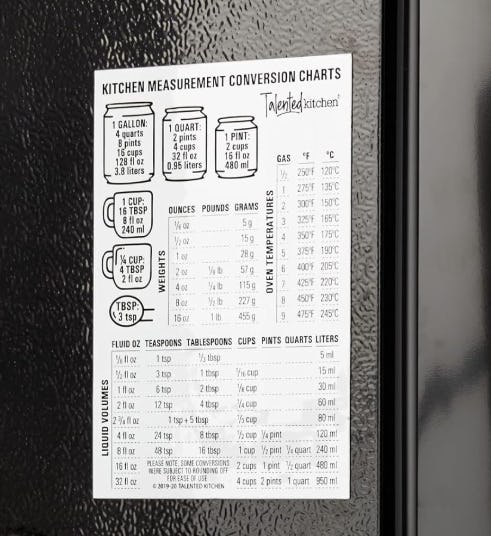 KITCHEN MEASUREMENT CONVERSION CHARTS
Talented kitchen
1 GALLON:
4 quarts
8 pints
16 cups
128 fl oz
3.8 liters
1 QUART:
2 pints
4 cups
32 fl oz
0.95 liters
1 PINT:
2 cups
16 fl oz
480 ml
1 CUP:
16 TBSP
8 fl oz
240 ml
¼ CUP:
4 TBSP
2 fl oz
TBSP:
3 tsp
WEIGHTS
OUNCES POUNDS GRAMS
5 g
½ oz 15 g
1 oz 28 g
2 oz ⅛ lb 57 g
4 oz ¼ lb 115 g
8 oz ½ lb 227 g
16 oz 1 lb 455 g
OVEN TEMPERATURES
GAS °F °C
½ 250°F 120°C
1 275°F 135°C
2 300°F 150°C
3 325°F 165°C
4 350°F 175°C
5 375°F 190°C
6 400°F 205°C
7 425°F 220°C
8 450°F 230°C
9 475°F 245°C
LIQUID VOLUMES
FLUID OZ TEASPOONS TABLESPOONS CUPS PINTS QUARTS LITERS
1 tsp ⅓ tbsp 5 ml
½ fl oz 3 tsp 1 tbsp 1/16 cup 15 ml
1 fl oz 6 tsp 2 tbsp ⅛ cup 30 ml
2 fl oz 12 tsp 4 tbsp ¼ cup 60 ml
1 tsp + 5 tbsp ⅓ cup 80 ml
4 fl oz 24 tsp 8 tbsp ½ cup ¼ pint 120 ml
8 fl oz 48 tsp 16 tbsp 1 cup ½ pint ¼ quart 240 ml
16 fl oz 2 cups 1 pint ½ quart 480 ml
32 fl oz 4 cups 2 pints 1 quart 950 ml
PLEASE NOTE, SOME CONVERSIONS
WERE SUBJECT TO ROUNDING OFF
FOR EASE OF USE
© 2019-20 TALENTED KITCHEN